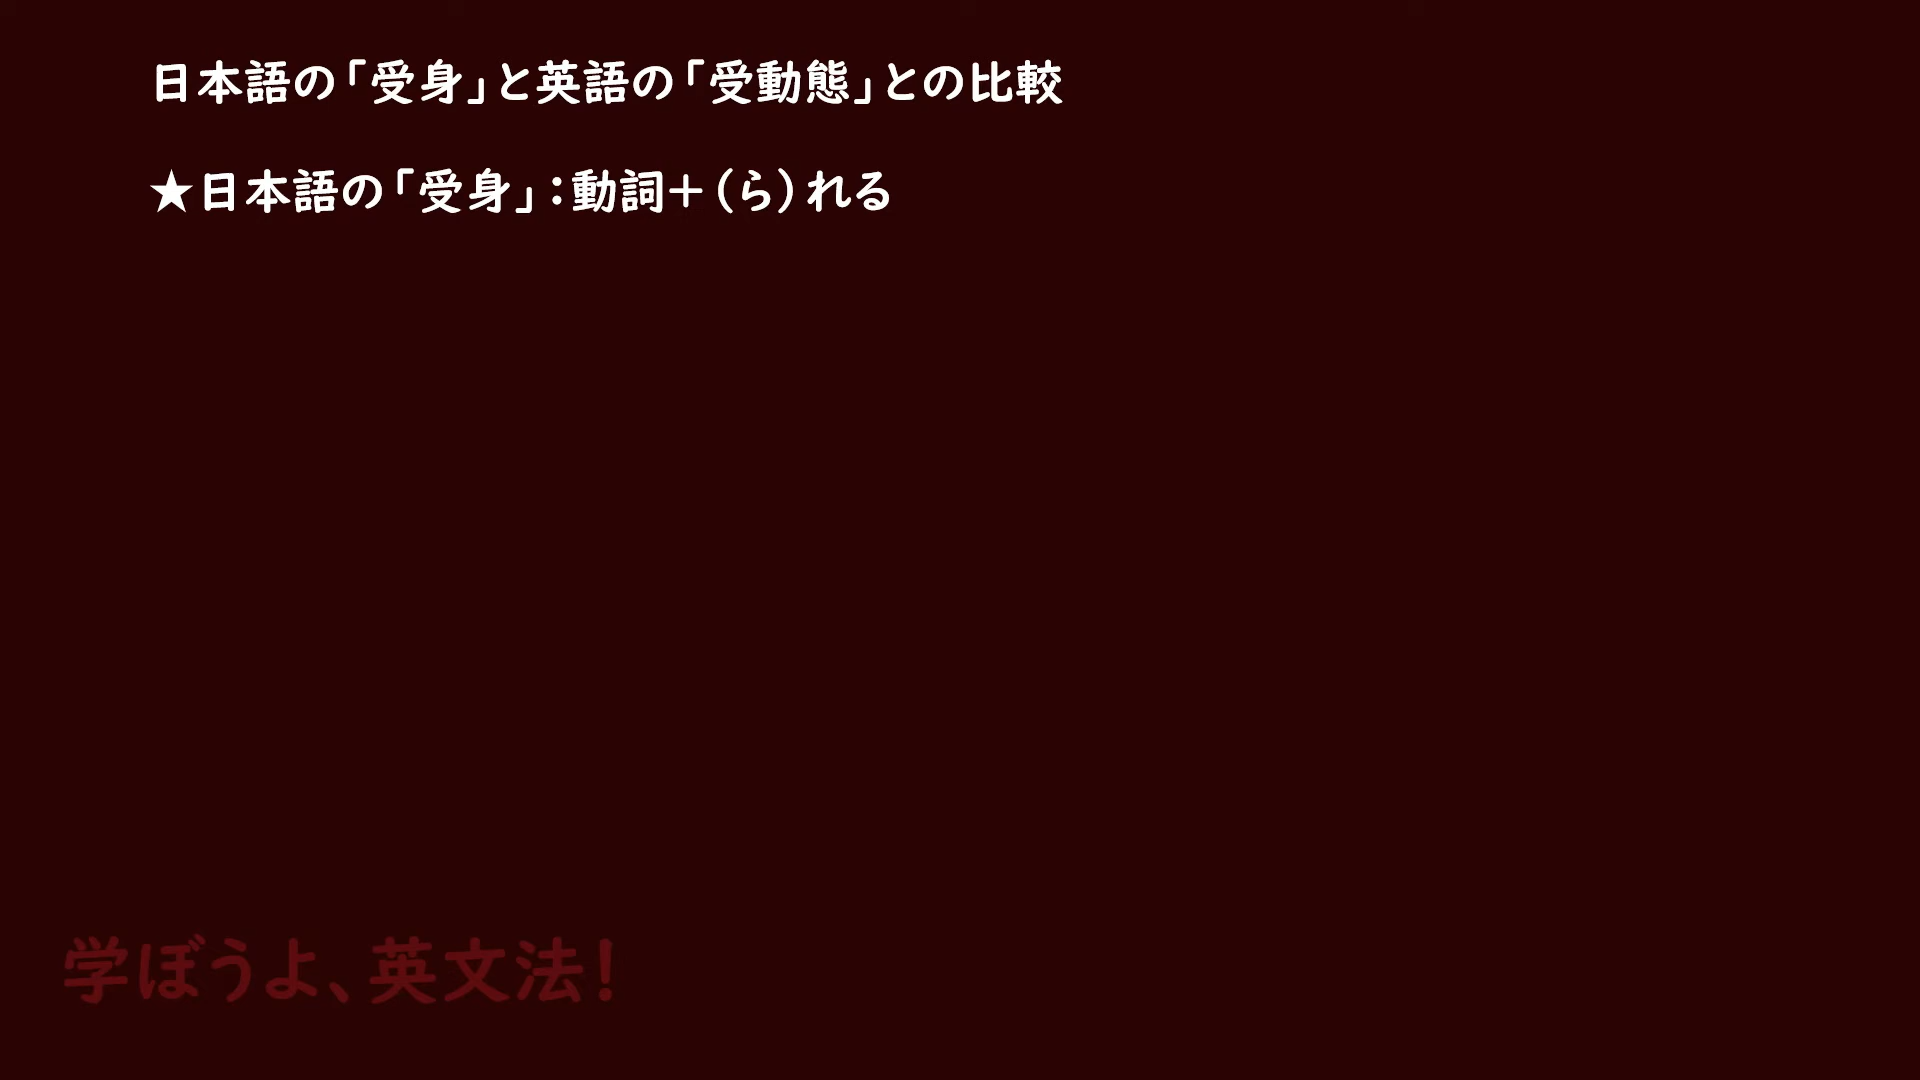 日本語の「受身」と英語の「受動態」との比較
★日本語の「受身」：動詞＋（ら）れる
学ぼうよ、英文法！